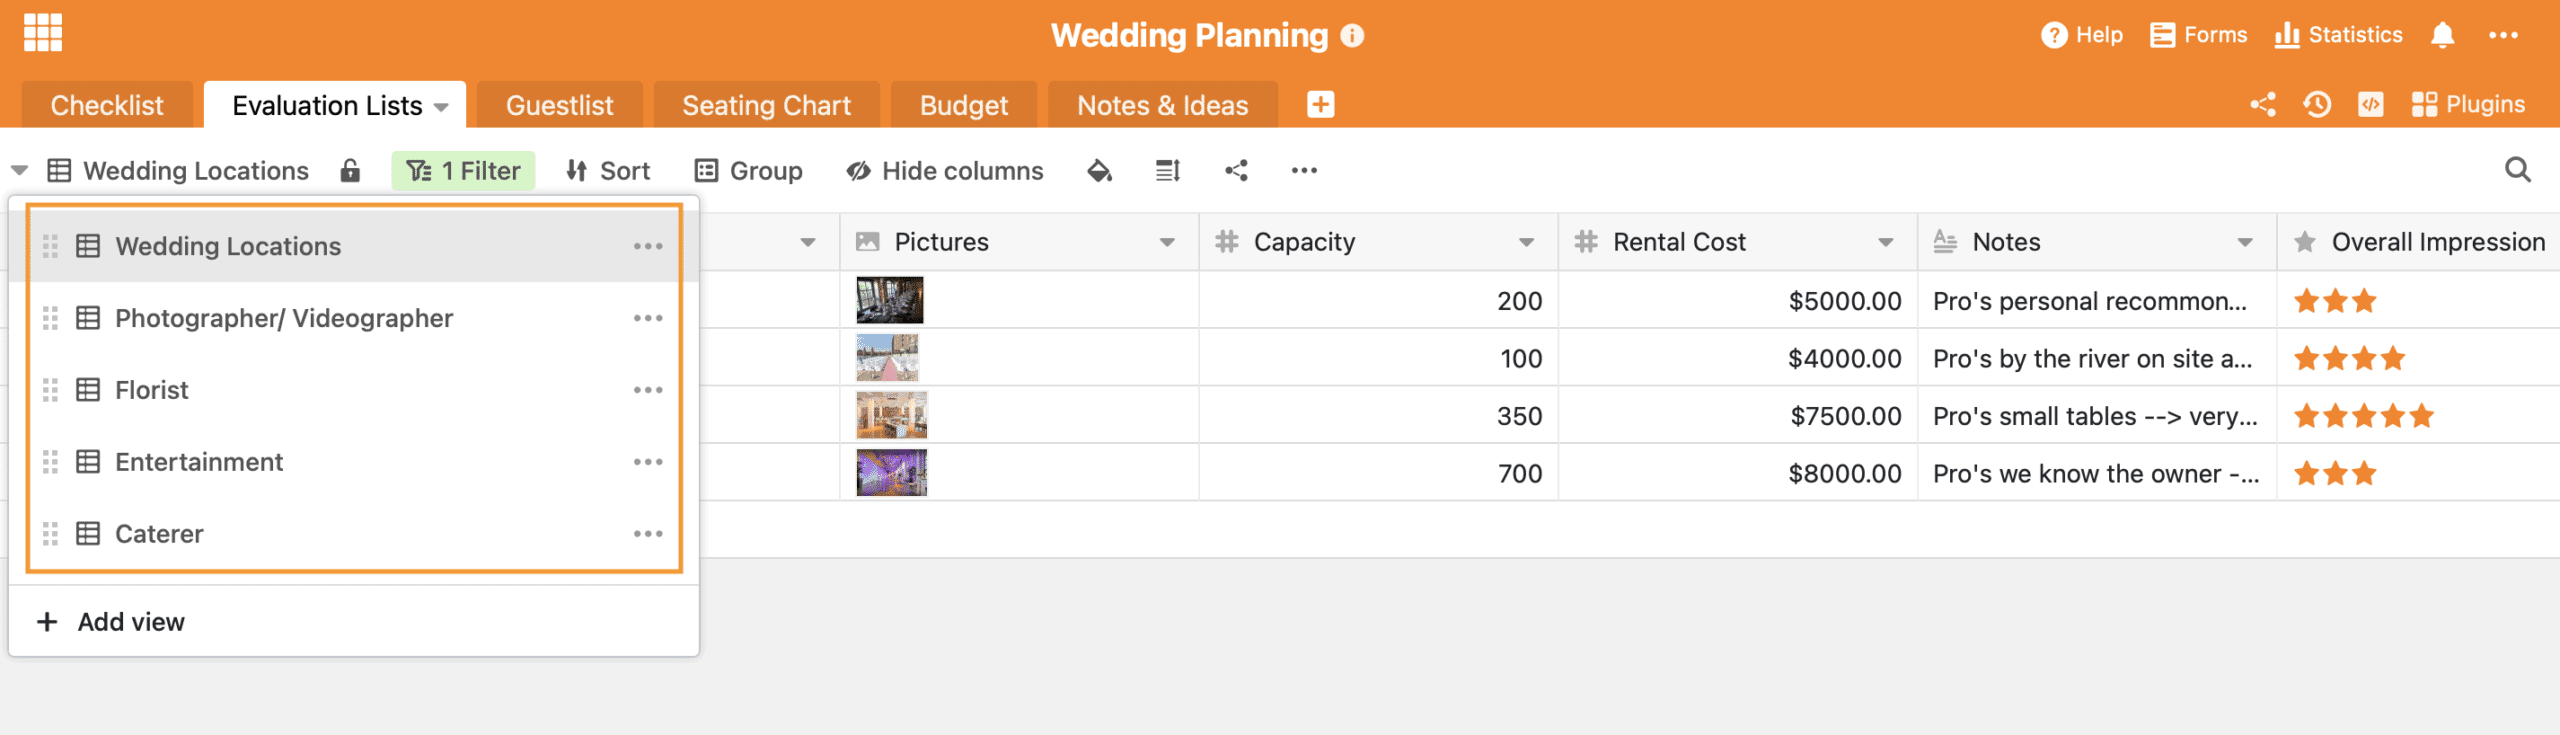 Wedding Planning
Help Forms Statistics
Checklist Evaluation Lists Guestlist Seating Chart Budget Notes & Ideas
Plugins
Wedding Locations 1 Filter Sort Group Hide columns
Pictures Capacity Rental Cost Notes Overall Impression
Wedding Locations
Photographer/ Videographer
Florist
Entertainment
Caterer
Add view
200 $5000.00 Pro's personal recommon...
100 $4000.00 Pro's by the river on site a...
350 $7500.00 Pro's small tables --> very...
700 $8000.00 Pro's we know the owner -...